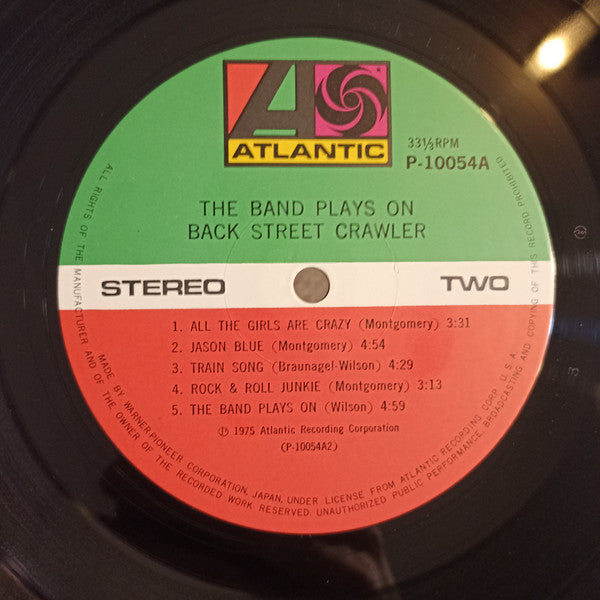 ATLANTIC
33⅓RPM
P-10054A
THE BAND PLAYS ON
BACK STREET CRAWLER
STEREO
TWO
1. ALL THE GIRLS ARE CRAZY (Montgomery) 3:31
2. JASON BLUE (Montgomery) 4:54
3. TRAIN SONG (Braunagel-Wilson) 4:29
4. ROCK & ROLL JUNKIE (Montgomery) 3:13
5. THE BAND PLAYS ON (Wilson) 4:59
Ⓟ 1975 Atlantic Recording Corporation
(P-10054A2)
MADE BY WARNER-PIONEER CORPORATION, JAPAN, UNDER LICENSE FROM ATLANTIC RECORDING CORP. U.S.A.
ALL RIGHTS OF THE MANUFACTURER AND OF THE OWNER OF THE RECORDED WORK RESERVED. UNAUTHORIZED PUBLIC PERFORMANCE, BROADCASTING AND COPYING OF THIS RECORD PROHIBITED